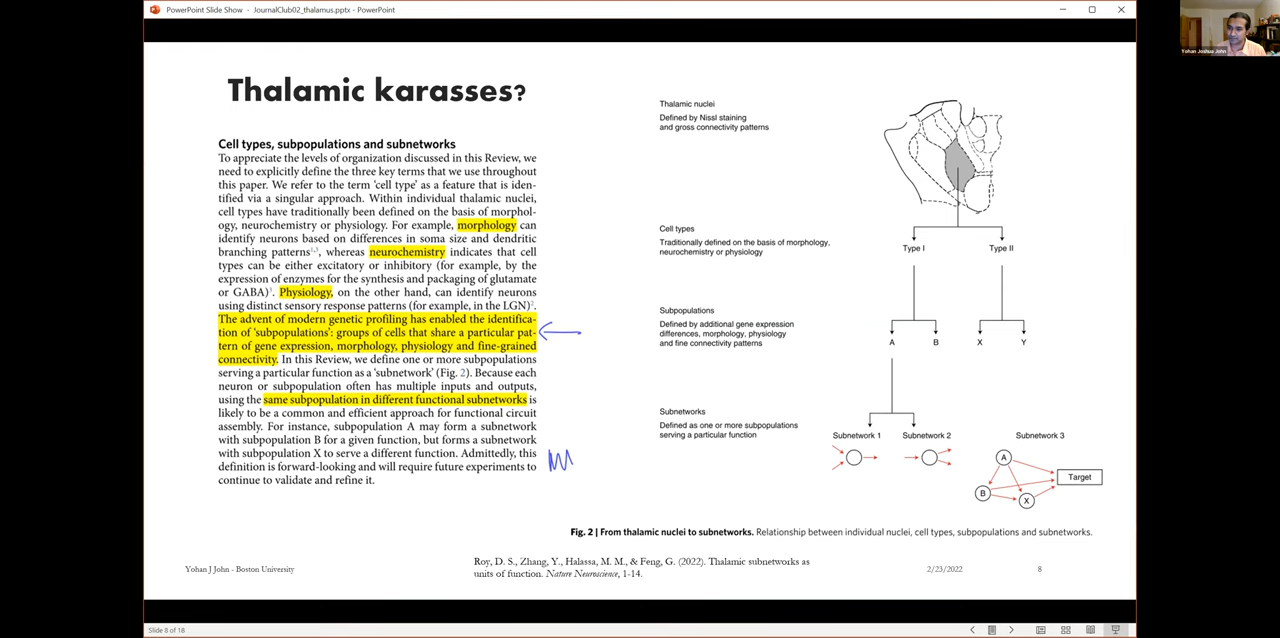 PowerPoint Slide Show - JournalClub02_thalamus.pptx - PowerPoint
Yohan Joshua John
Thalamic karasses?
Cell types, subpopulations and subnetworks
To appreciate the levels of organization discussed in this Review, we
need to explicitly define the three key terms that we use throughout
this paper. We refer to the term ‘cell type’ as a feature that is iden-
tified via a singular approach. Within individual thalamic nuclei,
cell types have traditionally been defined on the basis of morphol-
ogy, neurochemistry or physiology. For example, morphology can
identify neurons based on differences in soma size and dendritic
branching patterns1,3, whereas neurochemistry indicates that cell
types can be either excitatory or inhibitory (for example, by the
expression of enzymes for the synthesis and packaging of glutamate
or GABA)3. Physiology, on the other hand, can identify neurons
using distinct sensory response patterns (for example, in the LGN)2.
The advent of modern genetic profiling has enabled the identifica-
tion of ‘subpopulations’: groups of cells that share a particular pat-
tern of gene expression, morphology, physiology and fine-grained
connectivity. In this Review, we define one or more subpopulations
serving a particular function as a ‘subnetwork’ (Fig. 2). Because each
neuron or subpopulation often has multiple inputs and outputs,
using the same subpopulation in different functional subnetworks is
likely to be a common and efficient approach for functional circuit
assembly. For instance, subpopulation A may form a subnetwork
with subpopulation B for a given function, but forms a subnetwork
with subpopulation X to serve a different function. Admittedly, this
definition is forward-looking and will require future experiments to
continue to validate and refine it.
Thalamic nuclei
Defined by Nissl staining
and gross connectivity patterns
Cell types
Traditionally defined on the basis of morphology,
neurochemistry or physiology
Type I
Type II
Subpopulations
Defined by additional gene expression
differences, morphology, physiology
and fine connectivity patterns
A
B
X
Y
Subnetworks
Defined as one or more subpopulations
serving a particular function
Subnetwork 1
Subnetwork 2
Subnetwork 3
A
B
X
Target
Fig. 2 | From thalamic nuclei to subnetworks. Relationship between individual nuclei, cell types, subpopulations and subnetworks.
Yohan J John - Boston University
Roy, D. S., Zhang, Y., Halassa, M. M., & Feng, G. (2022). Thalamic subnetworks as
units of function. Nature Neuroscience, 1-14.
2/23/2022
8
Slide 8 of 18